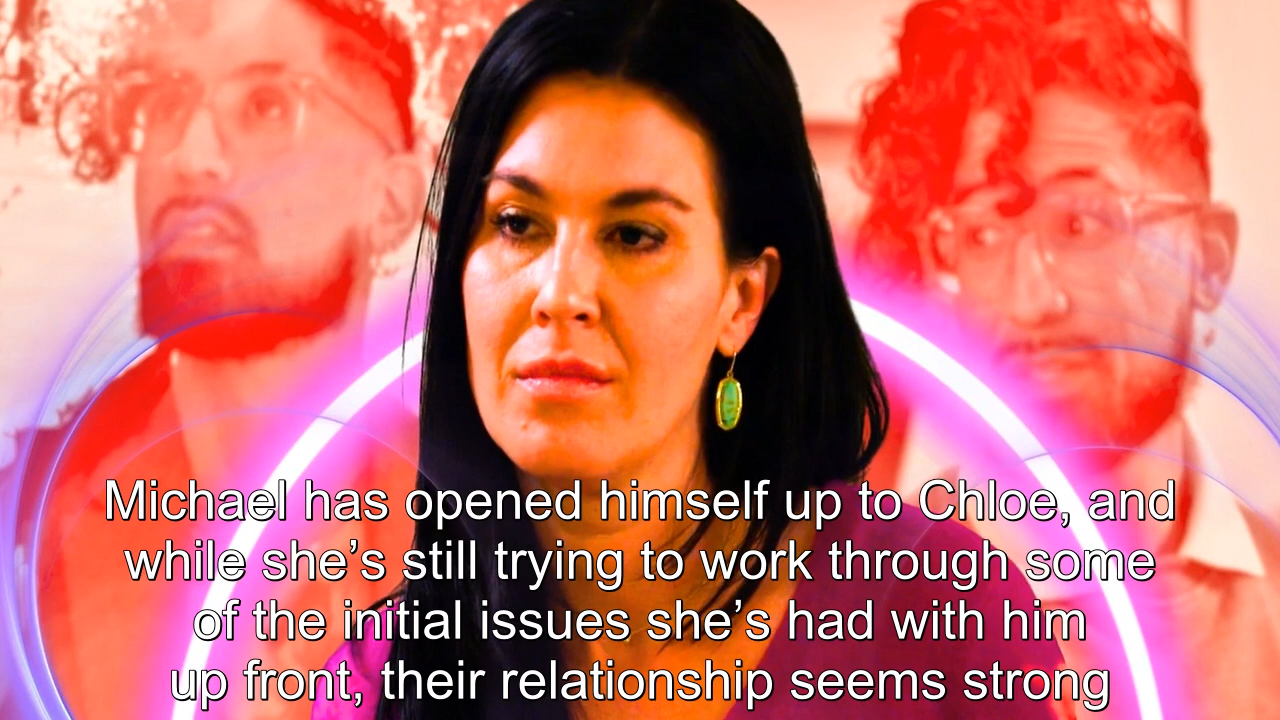 Michael has opened himself up to Chloe, and
while she’s still trying to work through some
of the initial issues she’s had with him
up front, their relationship seems strong